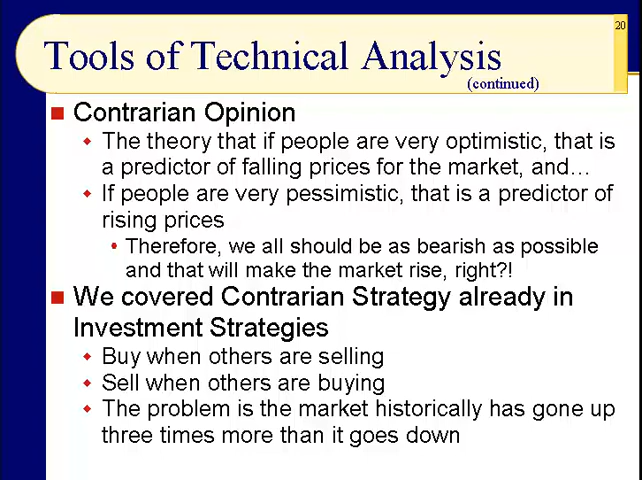 20
Tools of Technical Analysis
(continued)
Contrarian Opinion
The theory that if people are very optimistic, that is
a predictor of falling prices for the market, and…
If people are very pessimistic, that is a predictor of
rising prices
Therefore, we all should be as bearish as possible
and that will make the market rise, right?!
We covered Contrarian Strategy already in
Investment Strategies
Buy when others are selling
Sell when others are buying
The problem is the market historically has gone up
three times more than it goes down